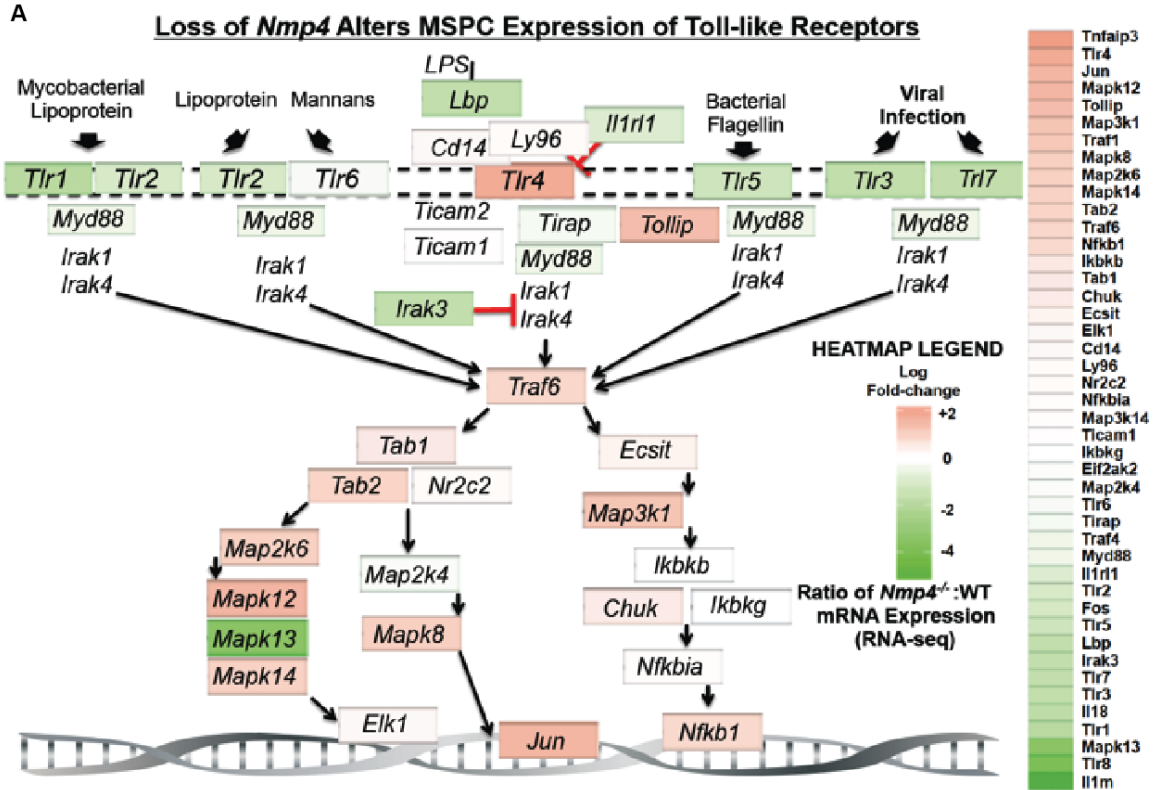 A
Loss of Nmp4 Alters MSPC Expression of Toll-like Receptors
Mycobacterial
Lipoprotein
Lipoprotein
Mannans
LPS
Lbp
Cd14
Ly96
Il1rl1
Bacterial
Flagellin
Viral
Infection
Tlr1
Tlr2
Tlr2
Tlr6
Tlr4
Tlr5
Tlr3
Trl7
Myd88
Irak1
Irak4
Myd88
Irak1
Irak4
Ticam2
Ticam1
Tirap
Tollip
Myd88
Irak1
Irak4
Irak3
Myd88
Irak1
Irak4
Myd88
Irak1
Irak4
Traf6
Tab1
Tab2
Nr2c2
Map2k6
Mapk12
Mapk13
Mapk14
Map2k4
Mapk8
Elk1
Jun
Ecsit
Map3k1
Ikbkb
Chuk
Ikbkg
Nfkbia
Nfkb1
HEATMAP LEGEND
Log
Fold-change
+2
0
-2
-4
Ratio of Nmp4-/- :WT
mRNA Expression
(RNA-seq)
Tnfaip3
Tlr4
Jun
Mapk12
Tollip
Map3k1
Traf1
Mapk8
Map2k6
Mapk14
Tab2
Traf6
Nfkb1
Ikbkb
Tab1
Chuk
Ecsit
Elk1
Cd14
Ly96
Nr2c2
Nfkbia
Map3k14
Ticam1
Ikbkg
Eif2ak2
Map2k4
Tlr6
Tirap
Traf4
Myd88
Il1rl1
Tlr2
Fos
Tlr5
Lbp
Irak3
Tlr7
Tlr3
Il18
Tlr1
Mapk13
Tlr8
Il1rn